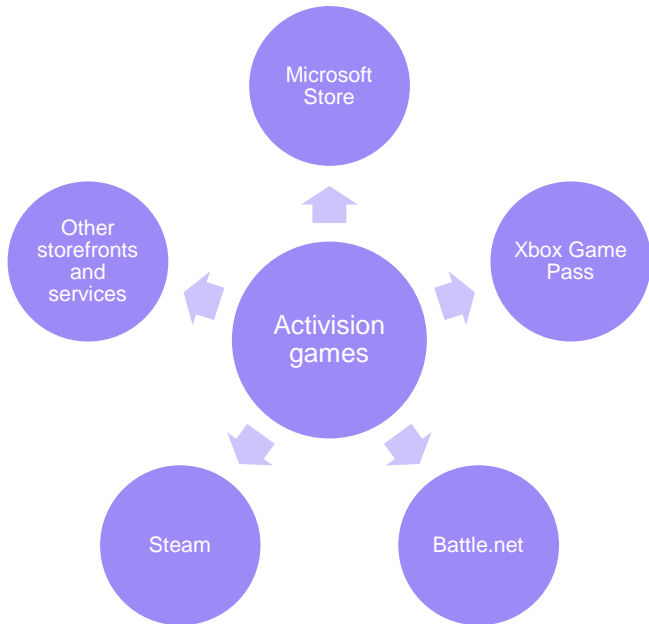 Microsoft
Store
Other
storefronts
and
services
Xbox Game
Pass
Activision
games
Steam
Battle.net